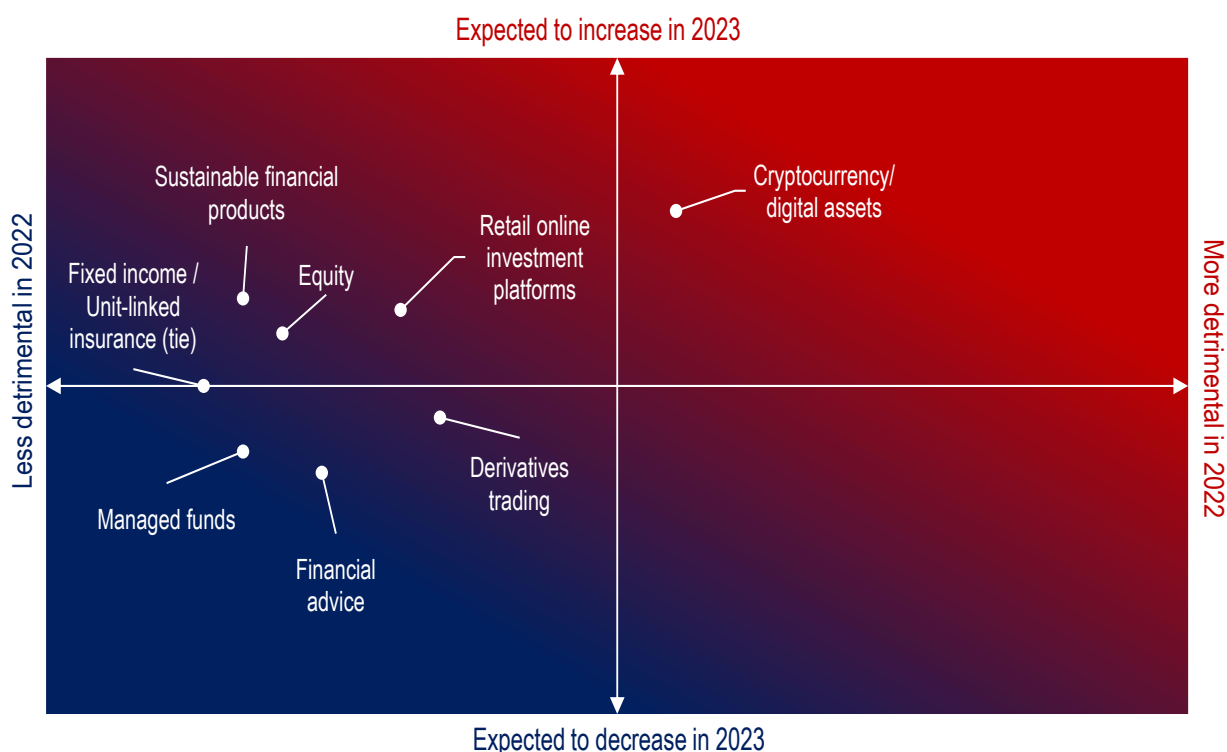 Expected to increase in 2023
Sustainable financial
products
Cryptocurrency/
digital assets
Retail online
investment
platforms
Fixed income /
Unit-linked
insurance (tie)
Equity
Less detrimental in 2022
More detrimental in 2022
Derivatives
trading
Managed funds
Financial
advice
Expected to decrease in 2023